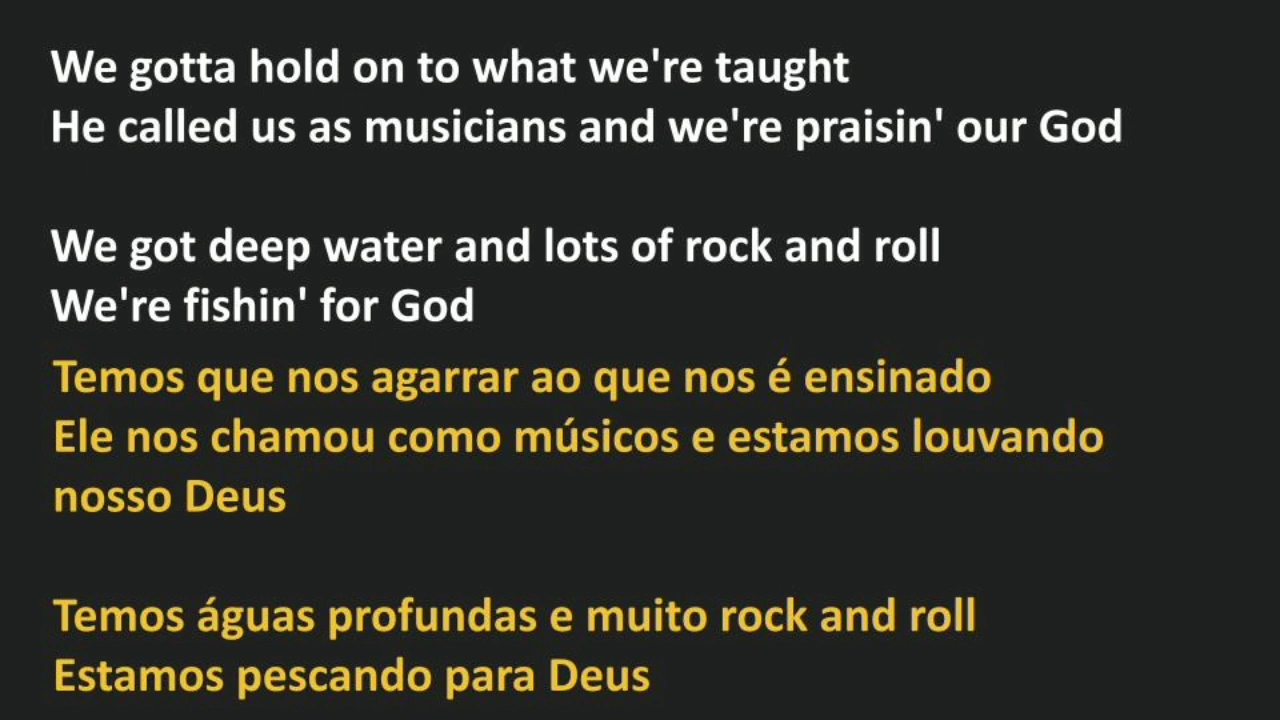 We gotta hold on to what we're taught
He called us as musicians and we're praisin' our God
We got deep water and lots of rock and roll
We're fishin' for God
Temos que nos agarrar ao que nos é ensinado
Ele nos chamou como músicos e estamos louvando
nosso Deus
Temos águas profundas e muito rock and roll
Estamos pescando para Deus